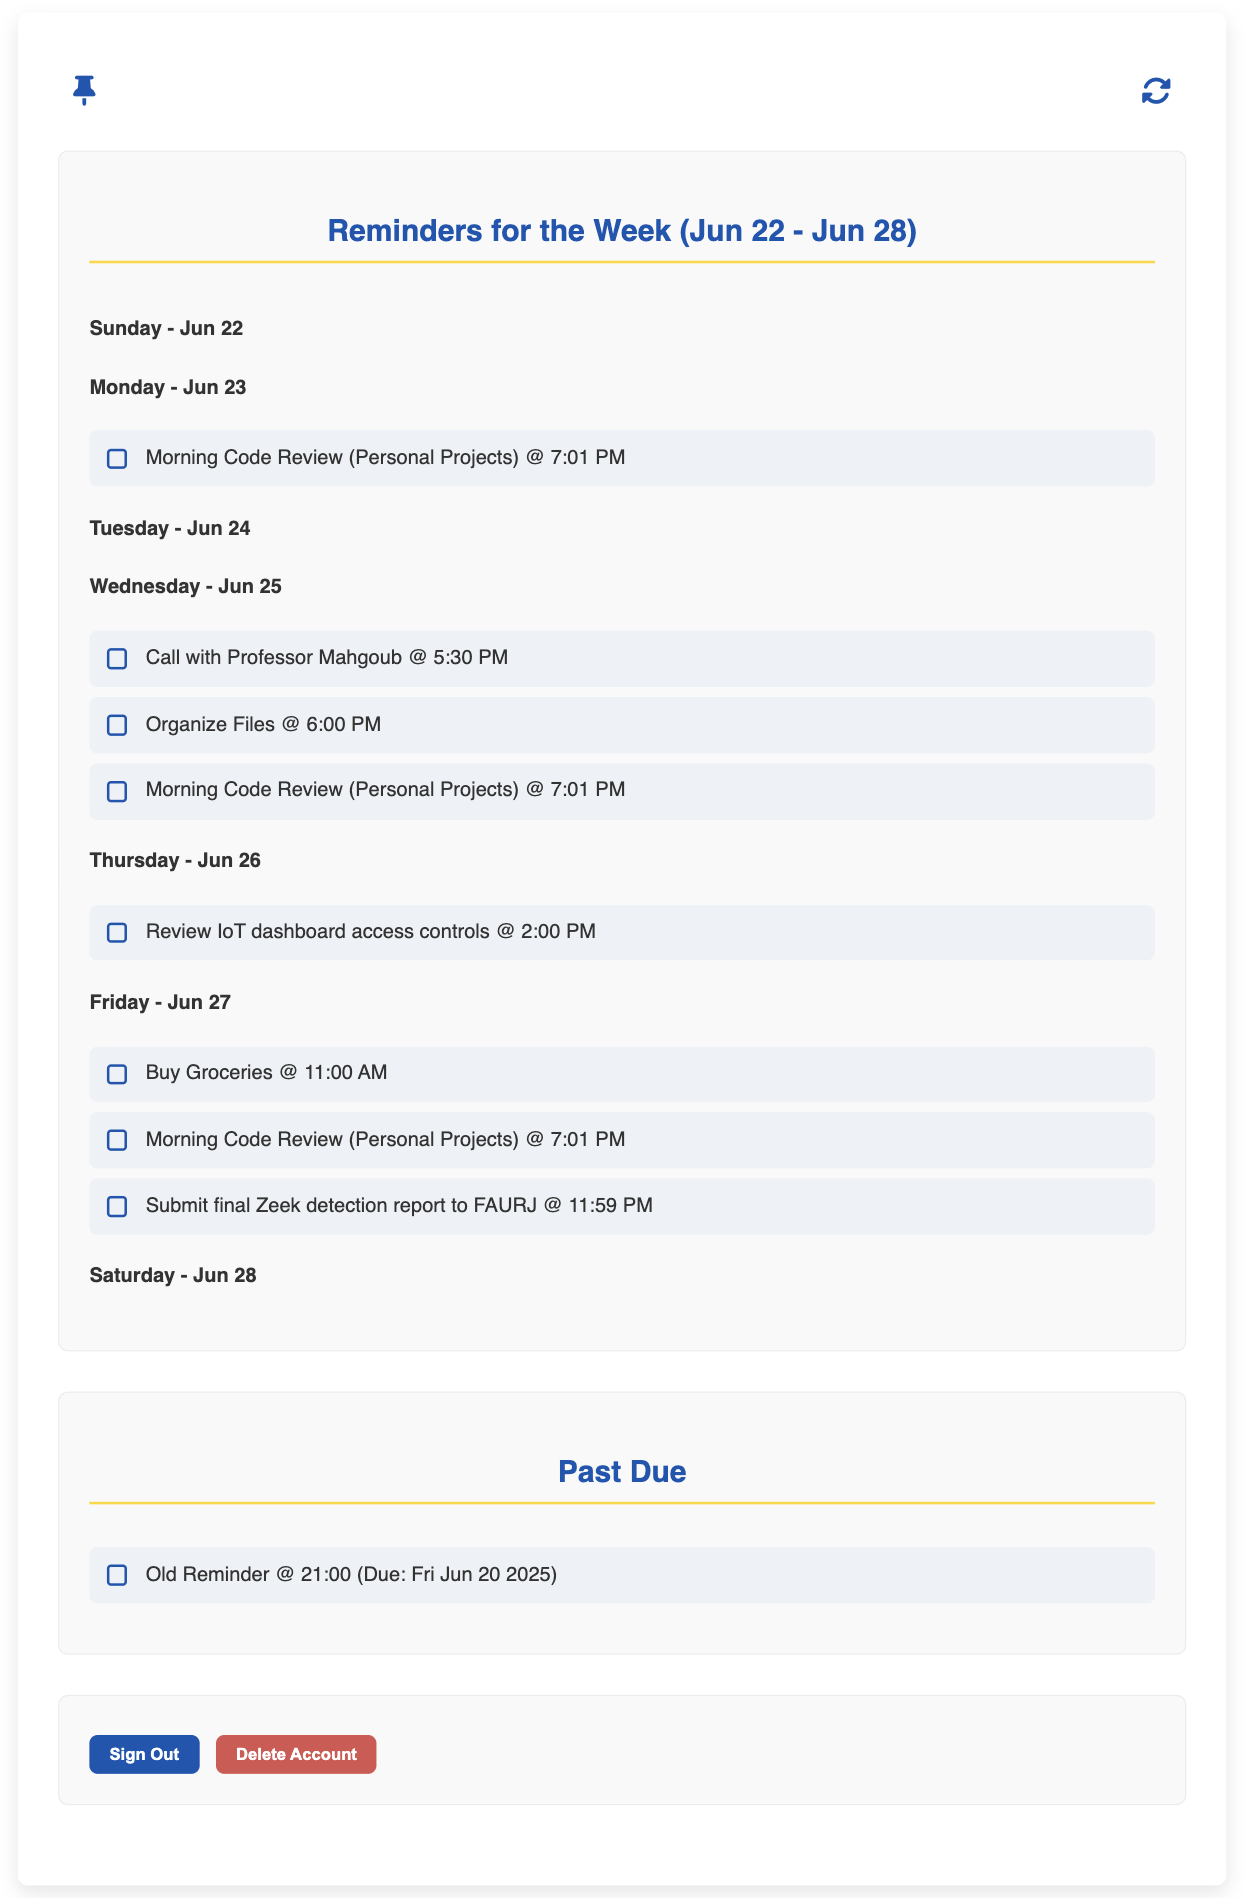 Reminders for the Week (Jun 22 - Jun 28)
Sunday - Jun 22
Monday - Jun 23
Morning Code Review (Personal Projects) @ 7:01 PM
Tuesday - Jun 24
Wednesday - Jun 25
Call with Professor Mahgoub @ 5:30 PM
Organize Files @ 6:00 PM
Morning Code Review (Personal Projects) @ 7:01 PM
Thursday - Jun 26
Review IoT dashboard access controls @ 2:00 PM
Friday - Jun 27
Buy Groceries @ 11:00 AM
Morning Code Review (Personal Projects) @ 7:01 PM
Submit final Zeek detection report to FAURJ @ 11:59 PM
Saturday - Jun 28
Past Due
Old Reminder @ 21:00 (Due: Fri Jun 20 2025)
Sign Out
Delete Account